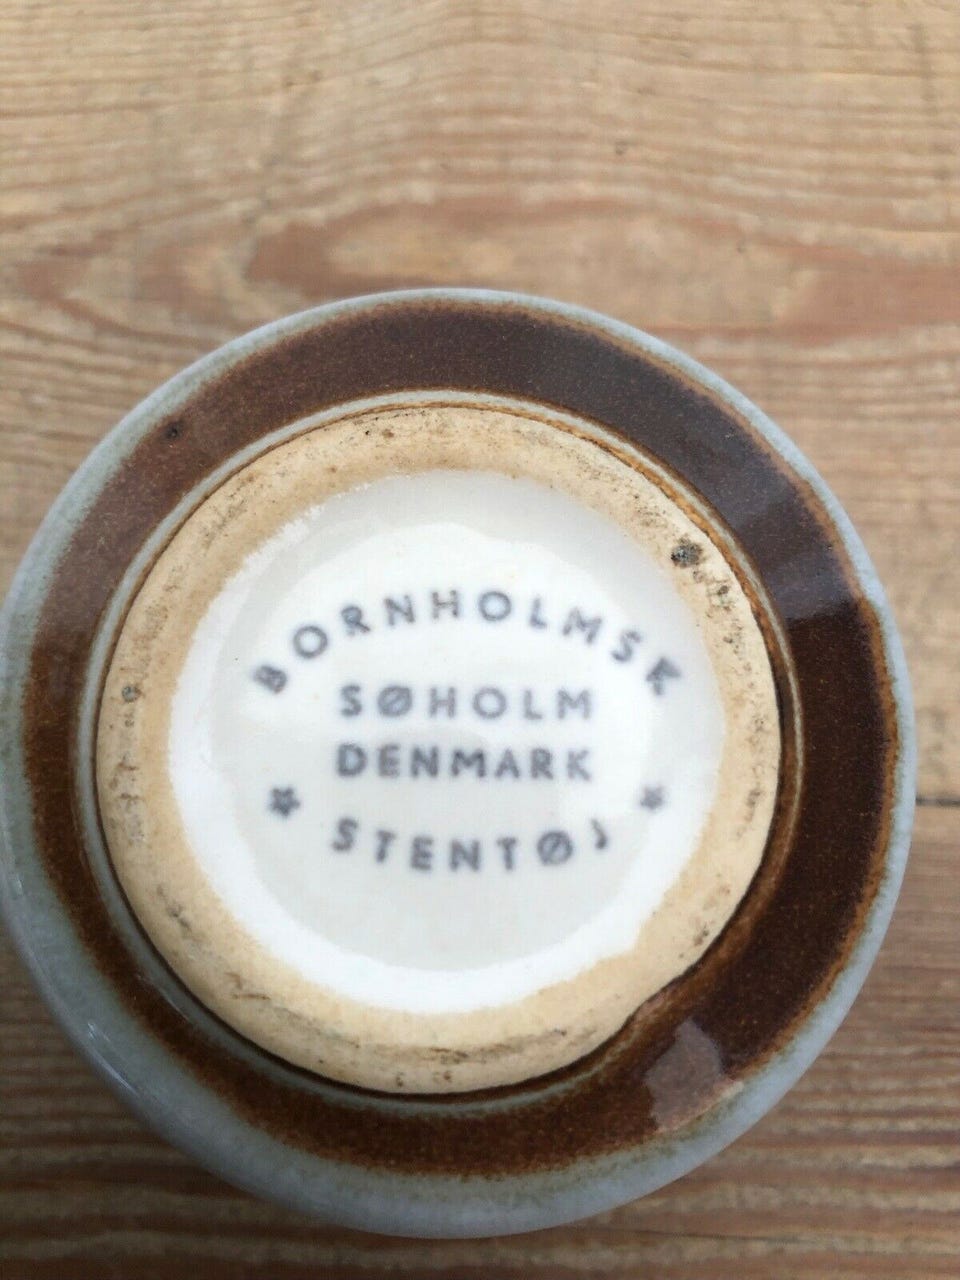 BORNHOLMSK
SØHOLM
DENMARK
* STENTØJ *